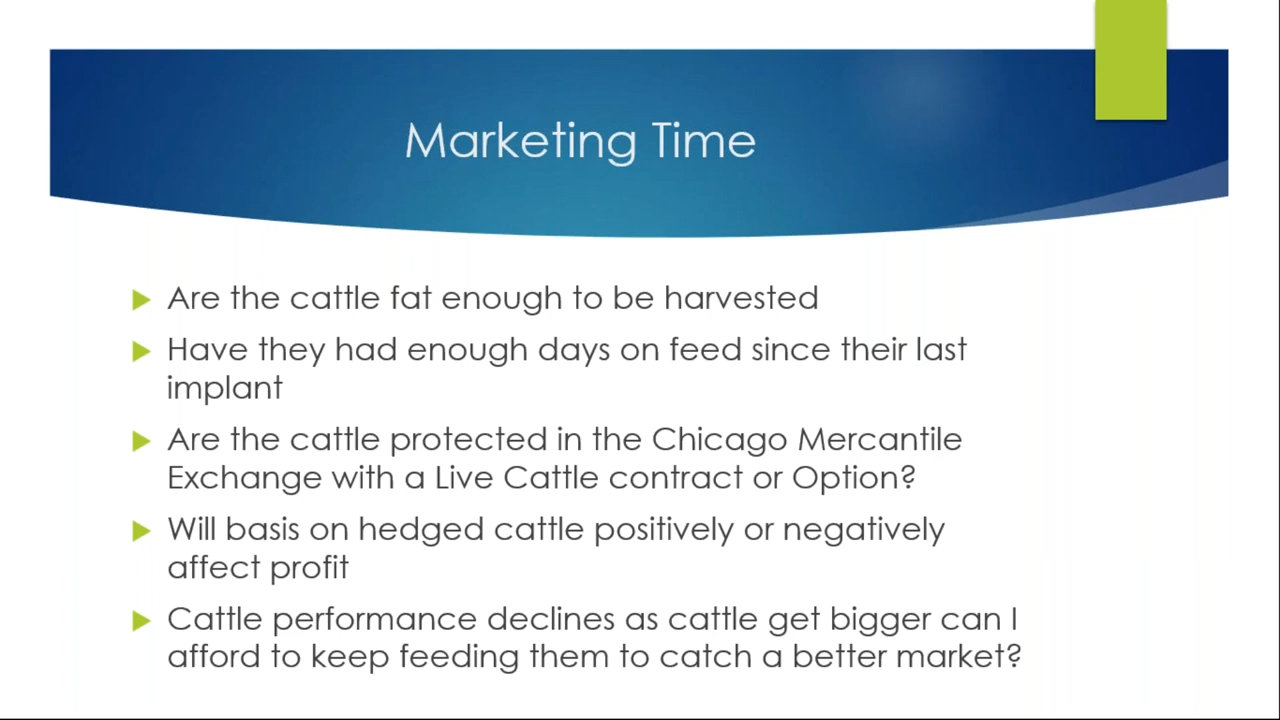 Marketing Time
Are the cattle fat enough to be harvested
Have they had enough days on feed since their last
implant
Are the cattle protected in the Chicago Mercantile
Exchange with a Live Cattle contract or Option?
Will basis on hedged cattle positively or negatively
affect profit
Cattle performance declines as cattle get bigger can I
afford to keep feeding them to catch a better market?